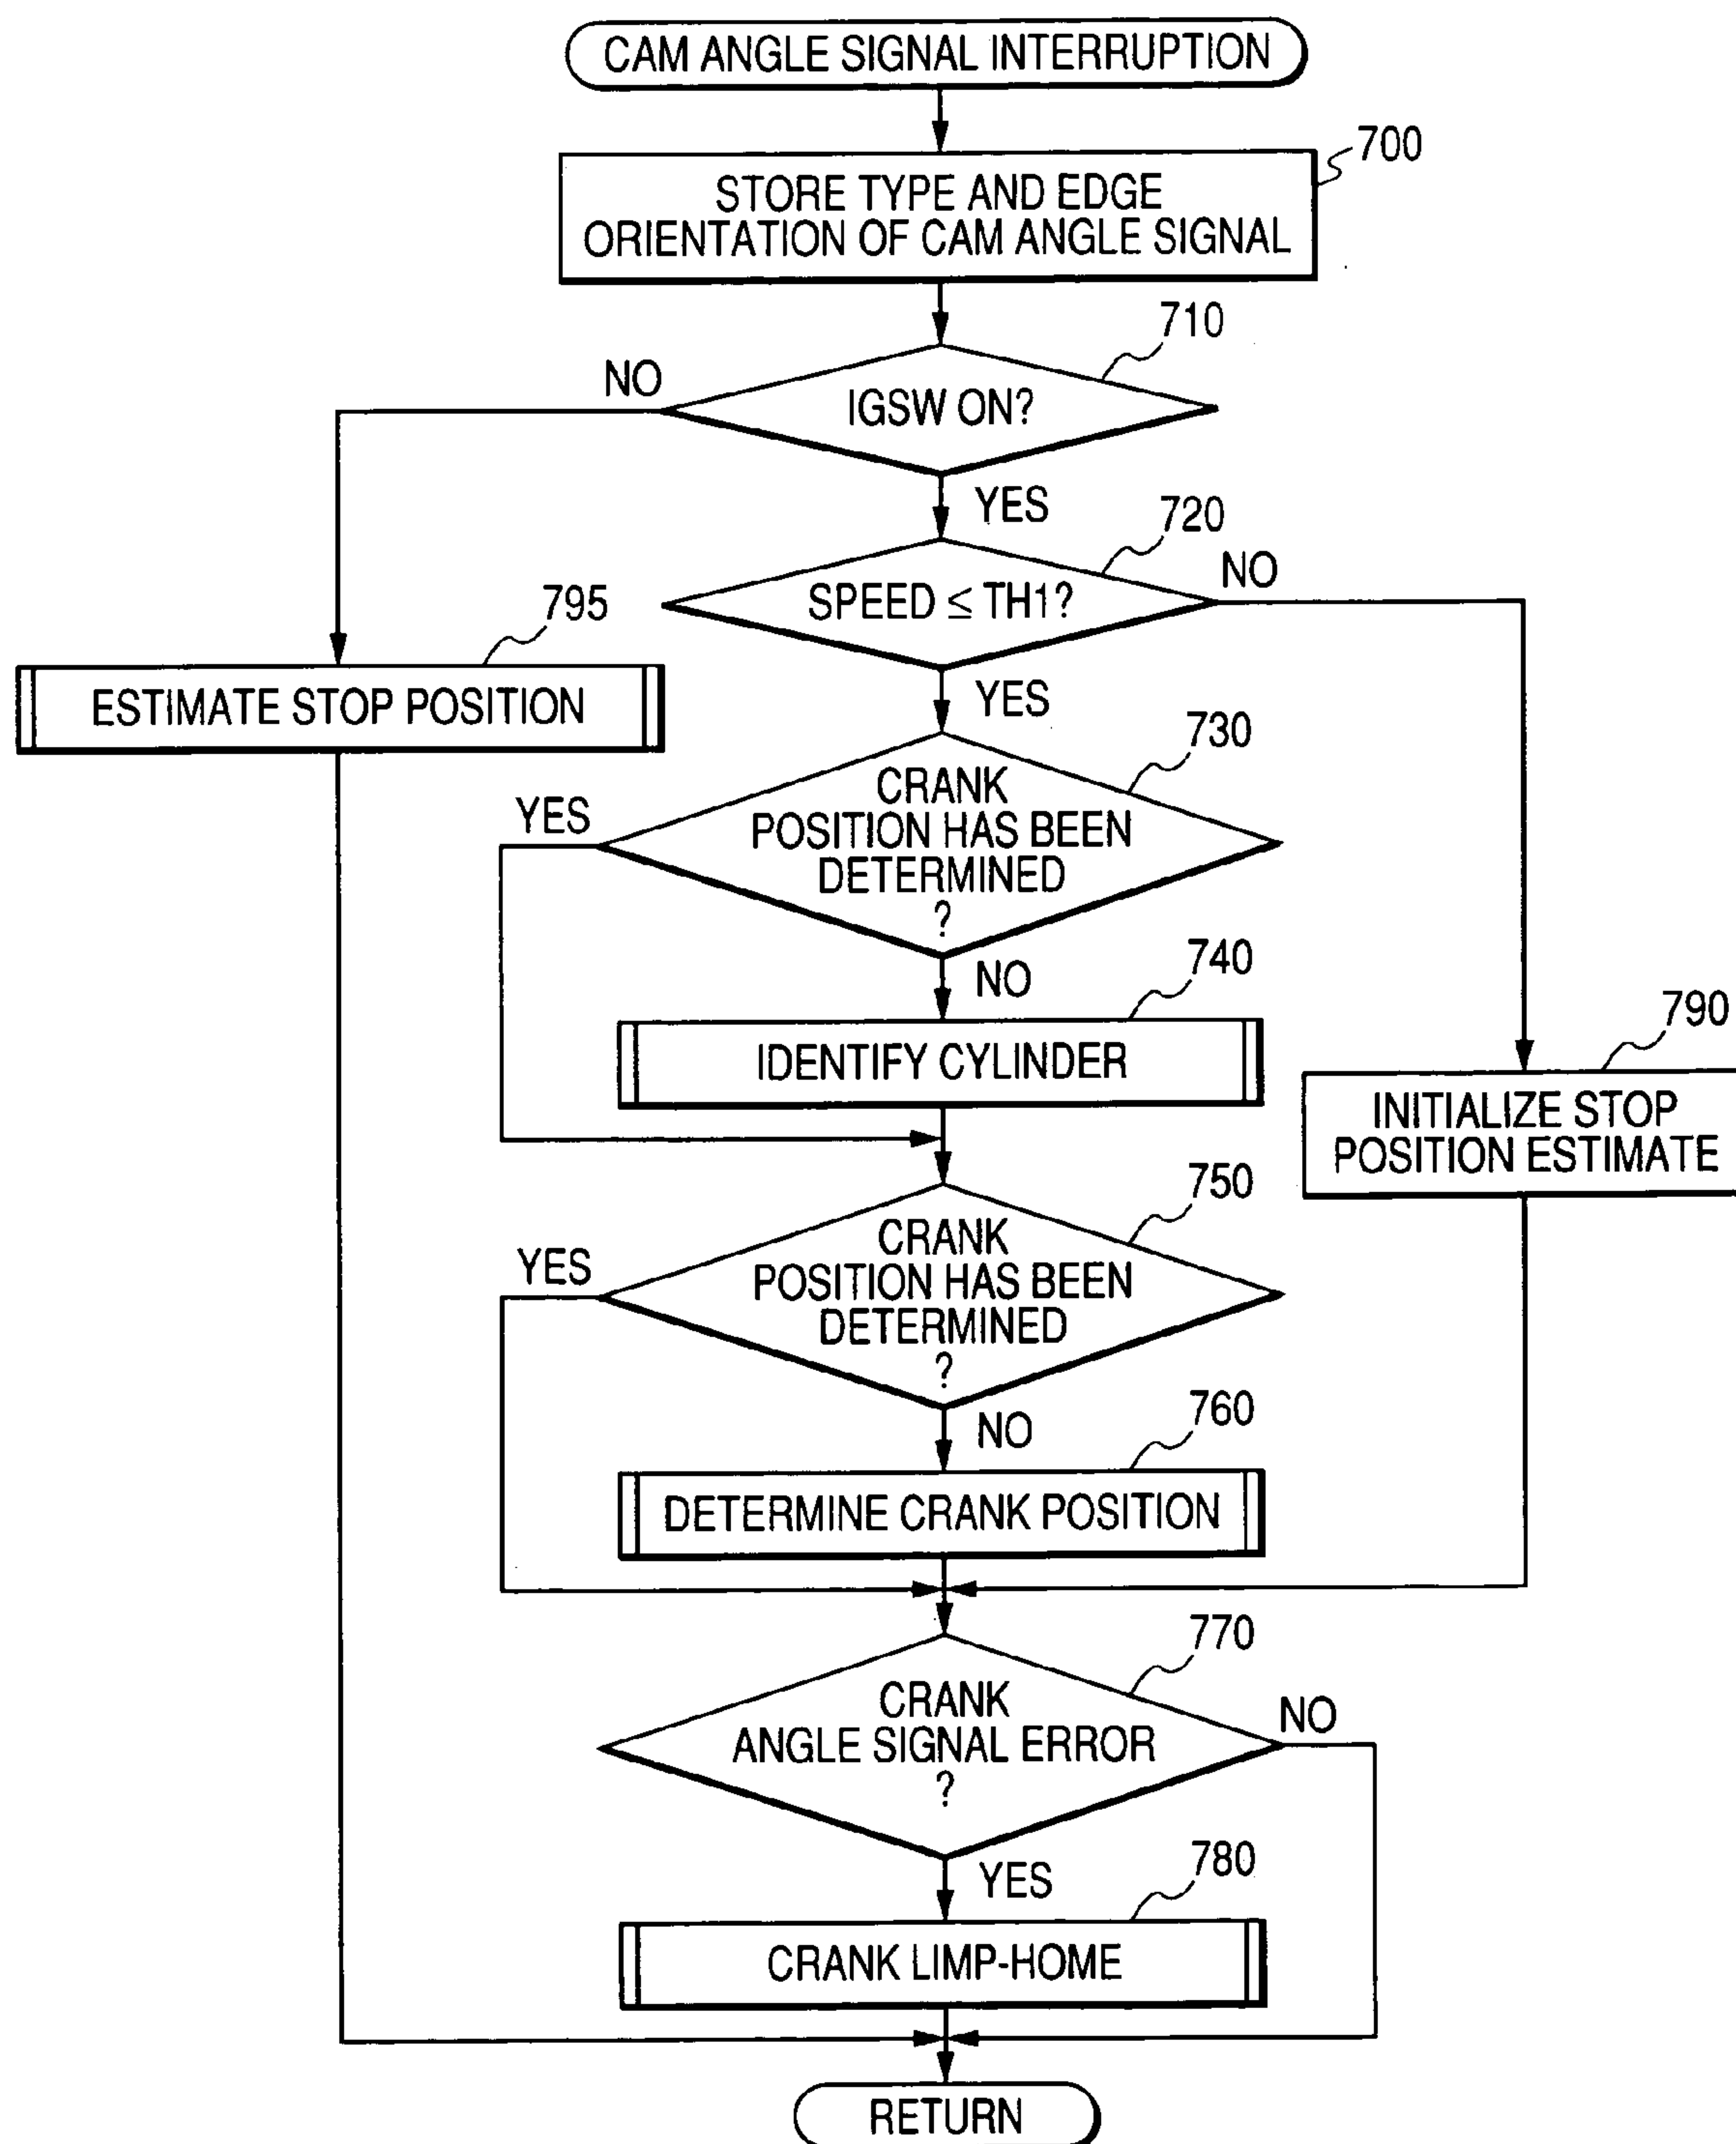 CAM ANGLE SIGNAL INTERRUPTION
700
STORE TYPE AND EDGE
ORIENTATION OF CAM ANGLE SIGNAL
710
NO
IGSW ON?
YES
720
NO
SPEED ≤ TH1?
795
ESTIMATE STOP POSITION
YES
730
YES
CRANK
POSITION HAS BEEN
DETERMINED
?
NO
740
IDENTIFY CYLINDER
790
INITIALIZE STOP
POSITION ESTIMATE
750
YES
CRANK
POSITION HAS BEEN
DETERMINED
?
NO
760
DETERMINE CRANK POSITION
770
NO
CRANK
ANGLE SIGNAL ERROR
?
YES
780
CRANK LIMP-HOME
RETURN